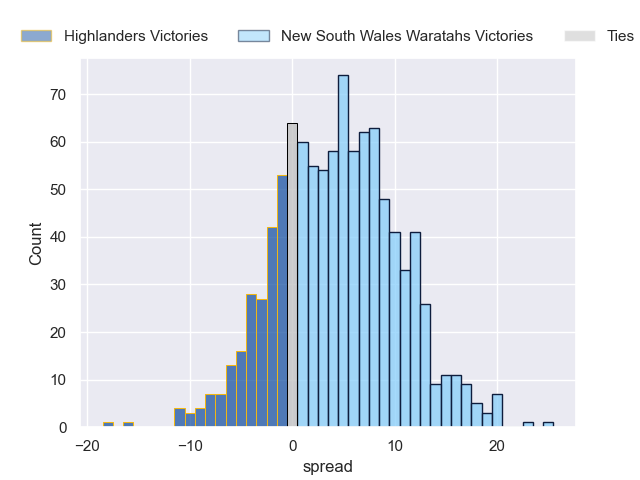 Highlanders Victories New South Wales Waratahs Victories Ties
70
60
50
40
30
20
10
0
Count
−20 −10 0 10 20
spread